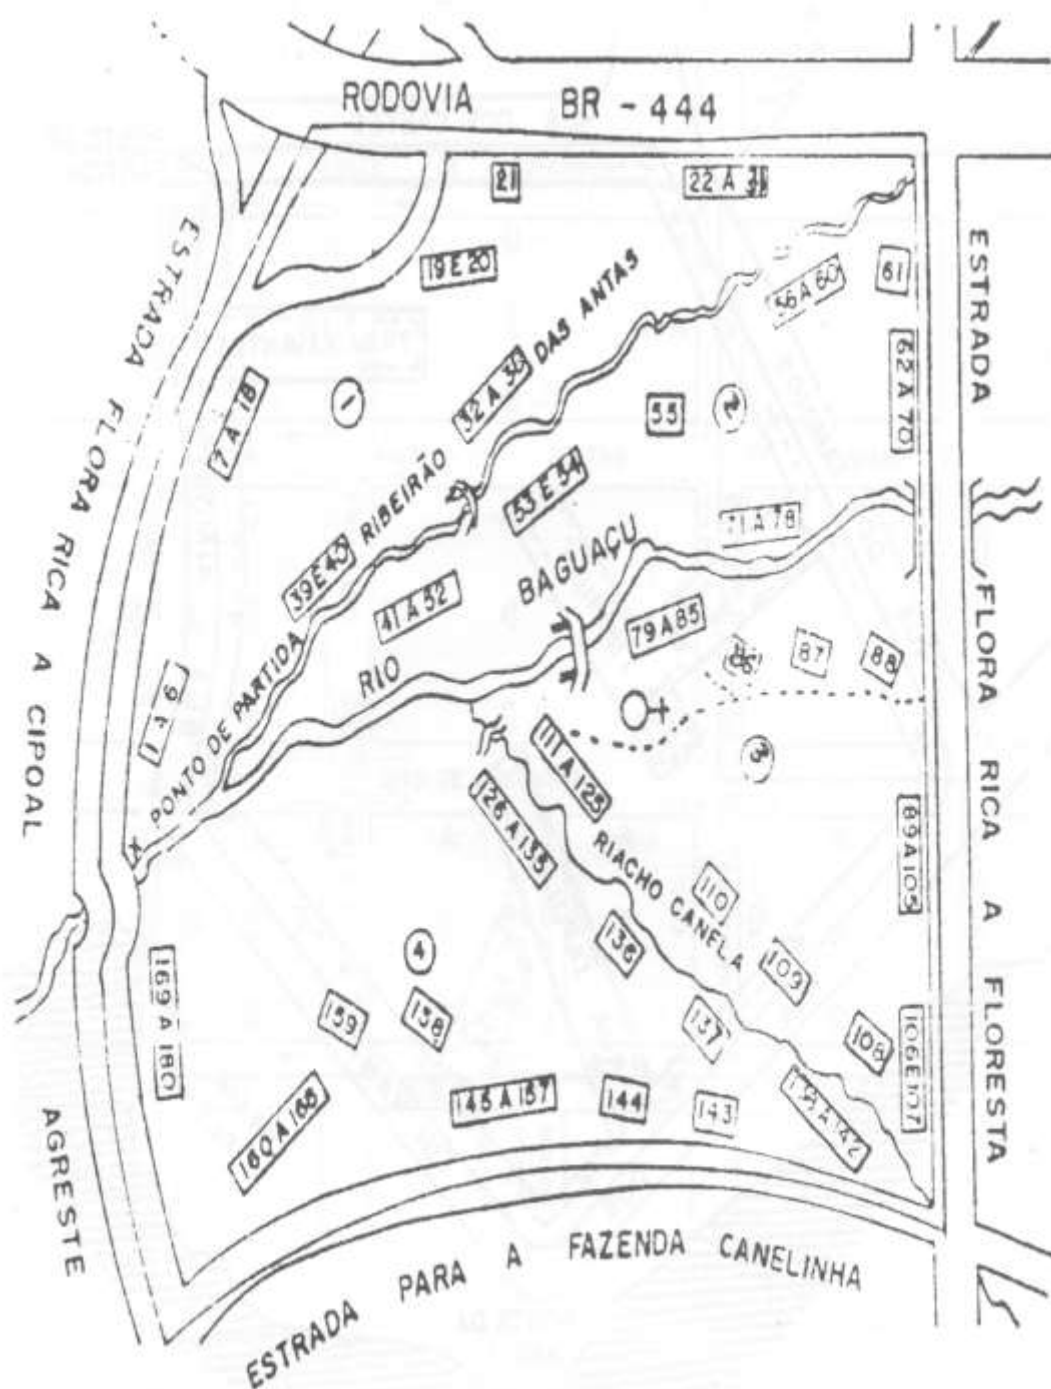 RODOVIA BR - 444
21
22 A
19 E 20
ESTRADA FLORA RICA A CIPOAL
7 A 18
1
32 A 38
RIBEIRÃO DAS ANTAS
56 A 60
61
62 A 70
55
2
53 E 54
39 E 40
41 A 52
BAGUAÇU
RIO
71 A 78
79 A 85
86
87
88
1 A 6
PONTO DE PARTIDA
X
3
111 A 125
126 A 135
RIACHO CANELA
110
109
89 A 105
136
137
108
106 E 107
4
159
138
169 A 180
160 A 168
145 A 157
144
143
A 142
AGRESTE
ESTRADA PARA A FAZENDA CANELINHA
ESTRADA FLORA RICA A FLORESTA